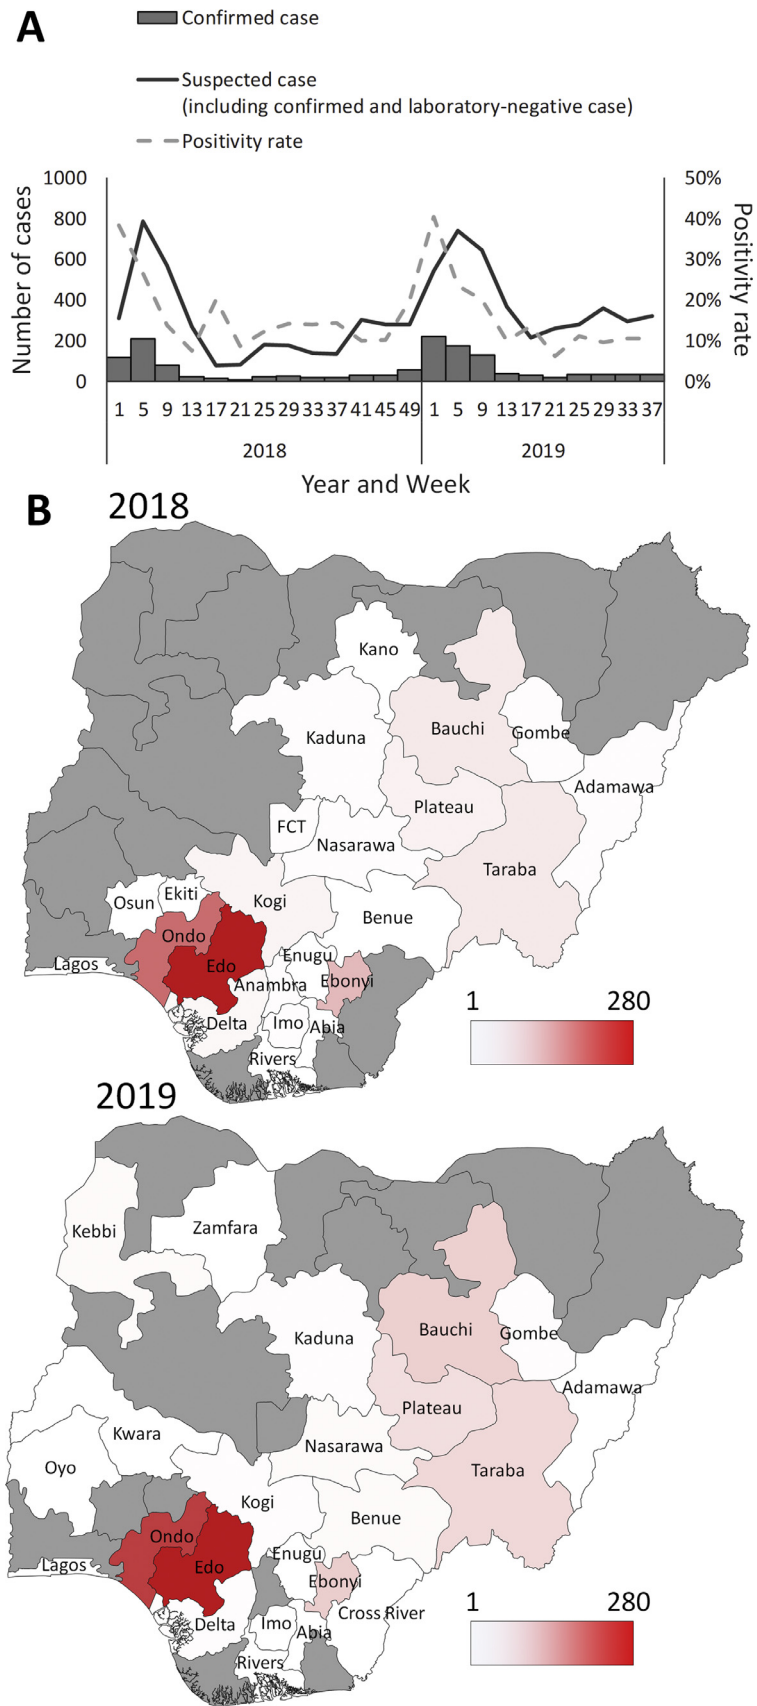 A
Confirmed case
Suspected case
(including confirmed and laboratory-negative case)
Positivity rate
Number of cases
1000
800
600
400
200
0
50%
40%
30%
20%
10%
0%
Positivity rate
1 5 9 13 17 21 25 29 33 37 41 45 49 1 5 9 13 17 21 25 29 33 37
2018 2019
Year and Week
B
2018
Kano
Kaduna
Bauchi
Gombe
Adamawa
Plateau
FCT
Nasarawa
Taraba
Osun
Ekiti
Kogi
Benue
Ondo
Lagos
Edo
Enugu
Anambra
Ebonyi
Delta
Imo
Abia
Rivers
1 280
2019
Kebbi
Zamfara
Kaduna
Bauchi
Gombe
Adamawa
Plateau
Kwara
Nasarawa
Oyo
Taraba
Kogi
Benue
Ondo
Lagos
Edo
Enugu
Ebonyi
Cross River
Delta
Imo
Abia
Rivers
1 280